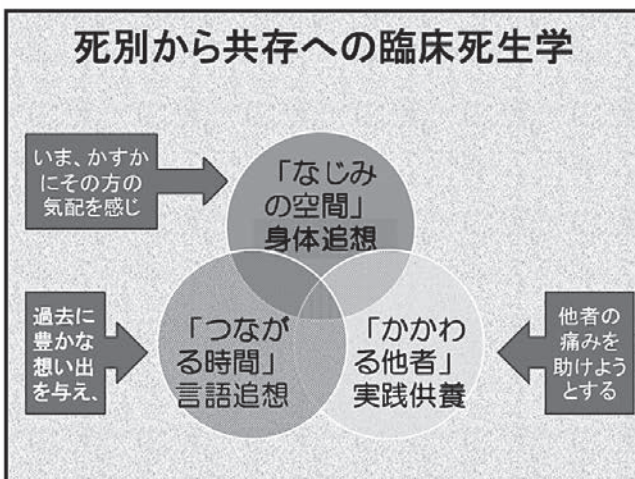 死別から共存への臨床死生学
いま、かすか
にその方の
気配を感じ
「なじみ
の空間」
身体追想
過去に
豊かな
想い出
を与え、
「つなが
る時間」
言語追想
「かかわ
る他者」
実践供養
他者の
痛みを
助けよう
とする